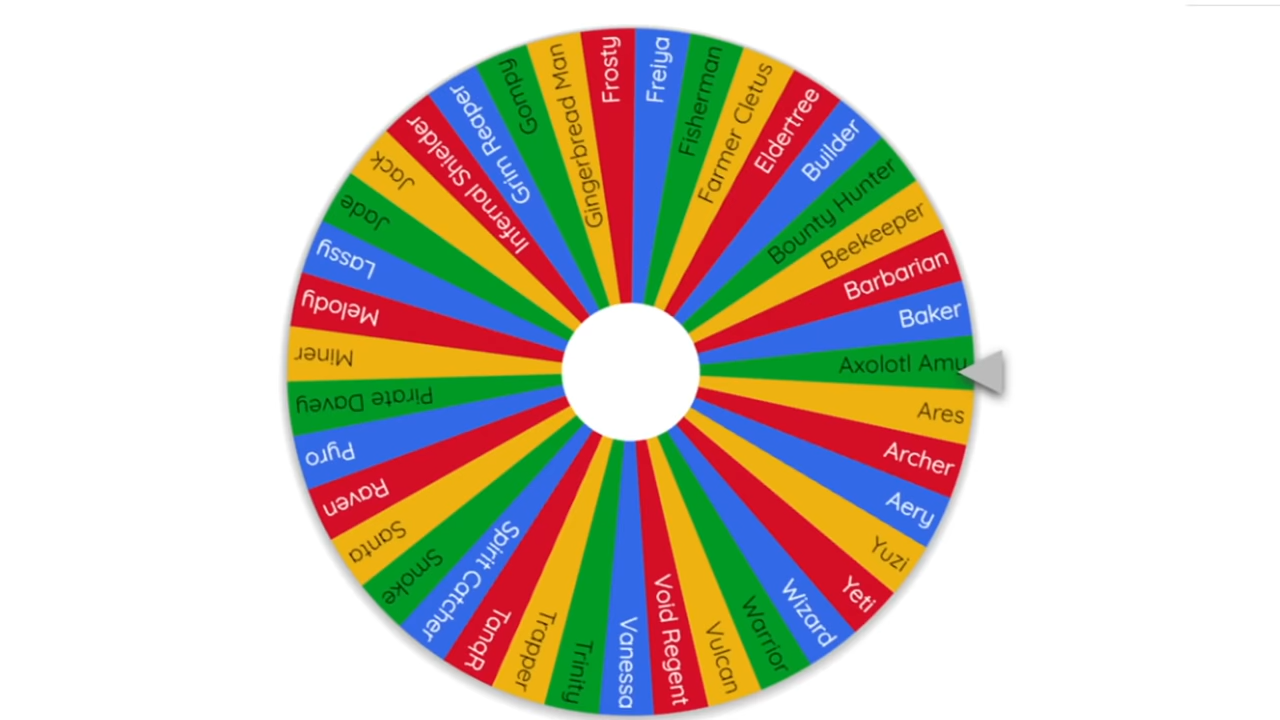 Frosty
Freiya
Fisherman
Farmer Cletus
Eldertree
Builder
Bounty Hunter
Beekeeper
Barbarian
Baker
Axolotl Amu
Ares
Archer
Aery
Yuzi
Yeti
Wizard
Warrior
Vulcan
Void Regent
Vanessa
Trinity
Trapper
TanqR
Spirit Catcher
Smoke
Santa
Raven
Pyro
Pirate Davey
Miner
Melody
Lassy
Jade
Jack
Infernal Shielder
Grim Reaper
Gompy
Gingerbread Man